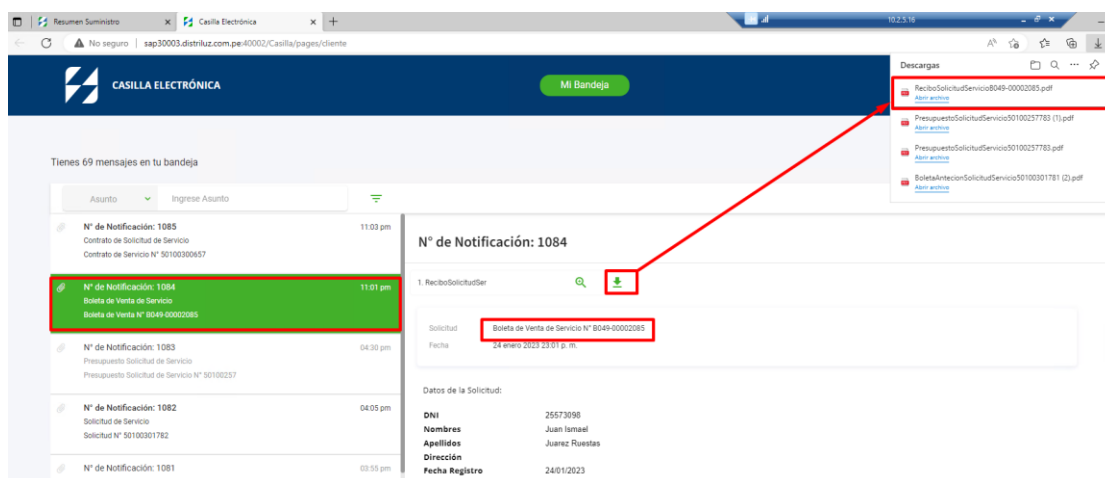 Resumen Suministro
Casilla Electrónica
10.2.5.16
No seguro
sap30003.distriluz.com.pe:40002/Casilla/pages/cliente
CASILLA ELECTRÓNICA
Mi Bandeja
Descargas
ReciboSolicitudServicioB049-00002085.pdf
Abrir archivo
PresupuestoSolicitudServicio50100257783 (1).pdf
Abrir archivo
PresupuestoSolicitudServicio50100257783.pdf
Abrir archivo
BoletaAntecionSolicitudServicio50100301781 (2).pdf
Abrir archivo
Tienes 69 mensajes en tu bandeja
Asunto
Ingrese Asunto
N° de Notificación: 1085 11:03 pm
Contrato de Solicitud de Servicio
Contrato de Servicio N° 50100300657
N° de Notificación: 1084 11:01 pm
Boleta de Venta de Servicio
Boleta de Venta N° B049-00002085
N° de Notificación: 1083 04:30 pm
Presupuesto Solicitud de Servicio
Presupuesto Solicitud de Servicio N° 50100257
N° de Notificación: 1082 04:05 pm
Solicitud de Servicio
Solicitud N° 50100301782
N° de Notificación: 1081 03:55 pm
N° de Notificación: 1084
1. ReciboSolicitudSer
Solicitud Boleta de Venta de Servicio N° B049-00002085
Fecha 24 enero 2023 23:01 p. m.
Datos de la Solicitud:
DNI 25573098
Nombres Juan Ismael
Apellidos Juarez Ruestas
Dirección
Fecha Registro 24/01/2023